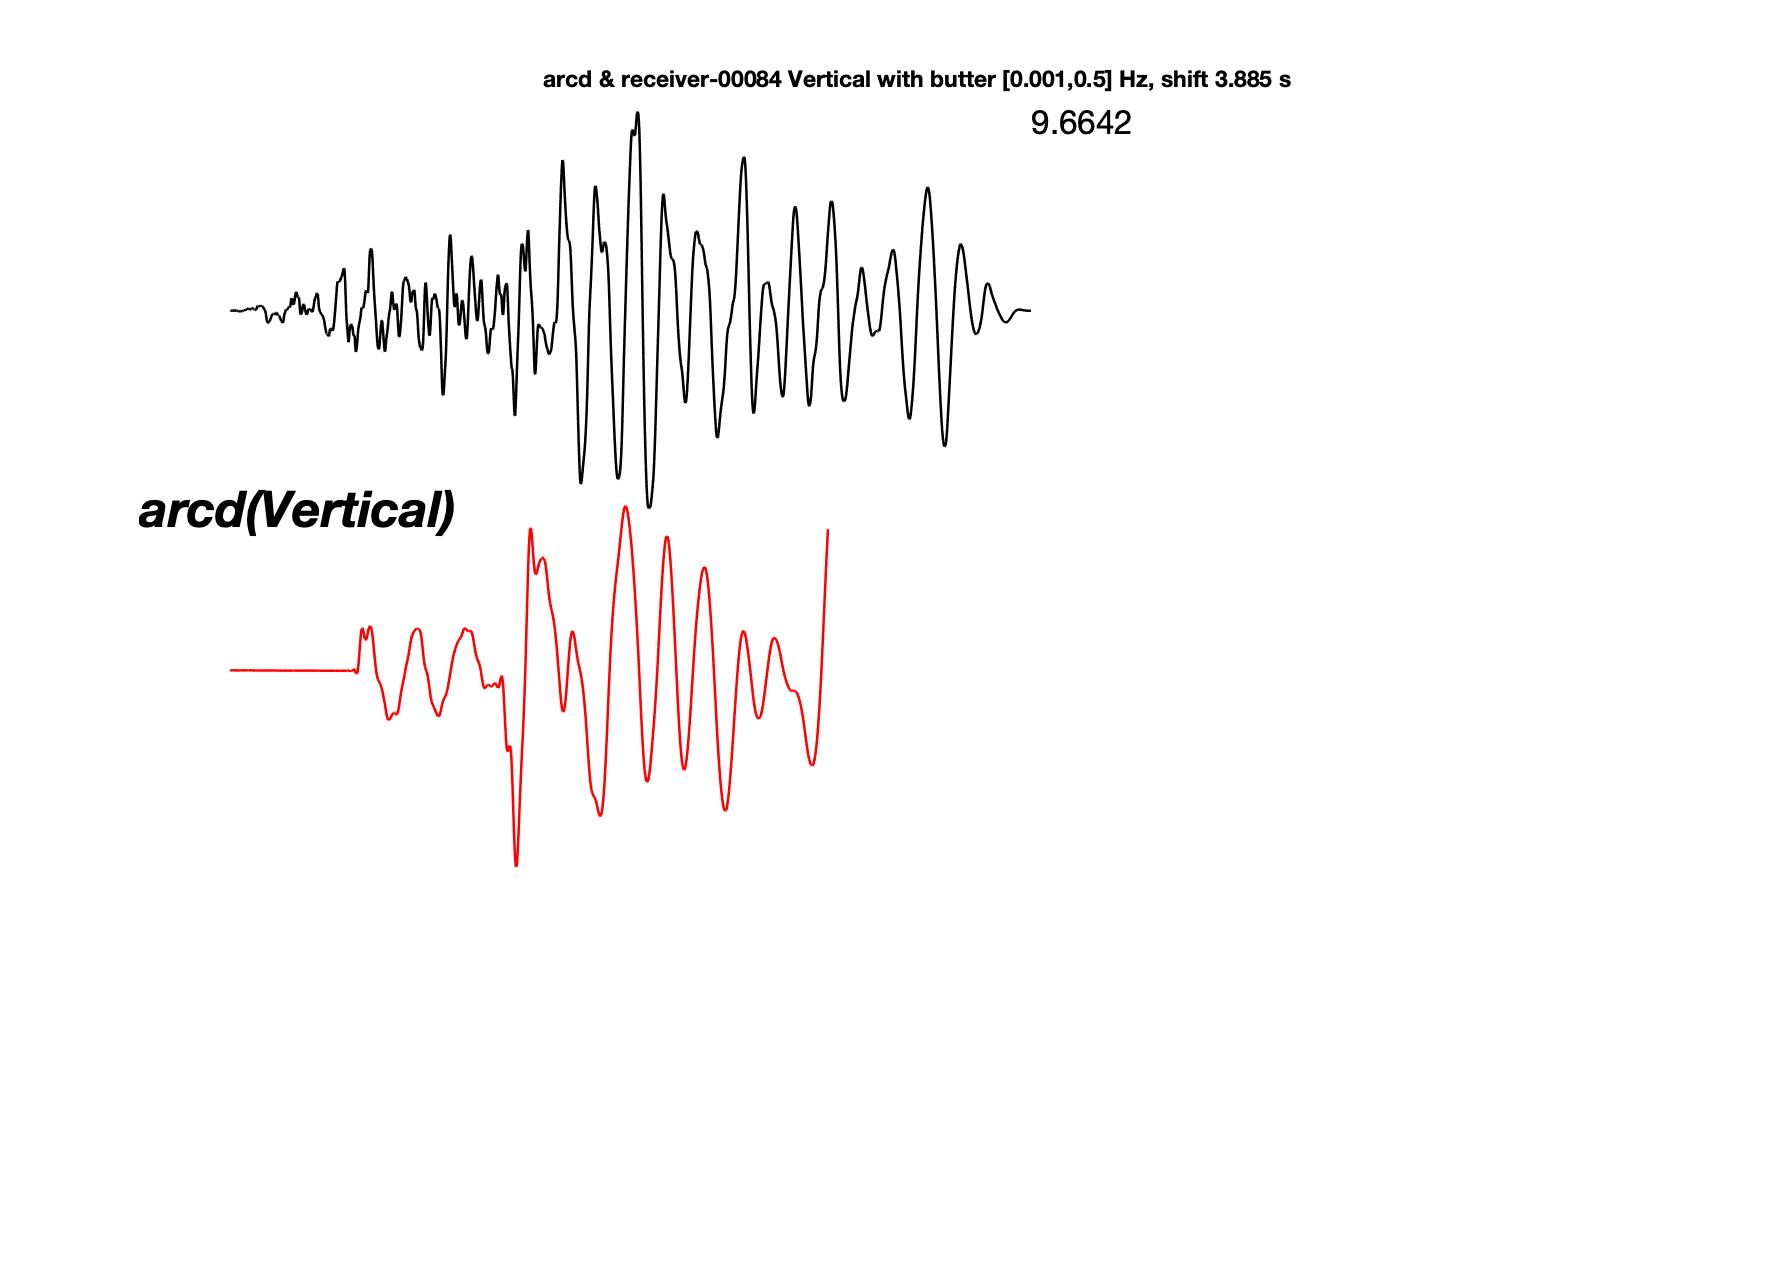 arcd & receiver-00084 Vertical with butter [0.001,0.5] Hz, shift 3.885 s
9.6642
arcd(Vertical)